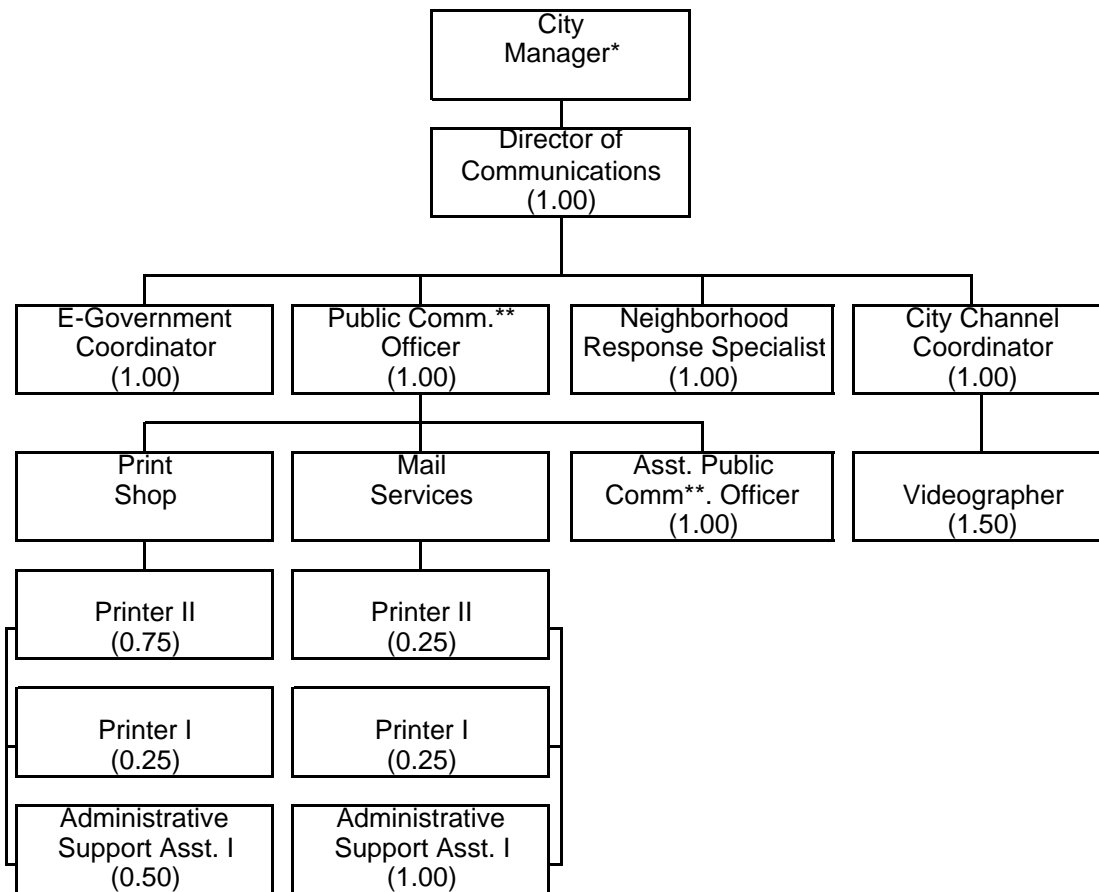 City
Manager*
Director of
Communications
(1.00)
E-Government
Coordinator
(1.00)
Public Comm.**
Officer
(1.00)
Neighborhood
Response Specialist
(1.00)
City Channel
Coordinator
(1.00)
Print
Shop
Mail
Services
Asst. Public
Comm**. Officer
(1.00)
Videographer
(1.50)
Printer II
(0.75)
Printer II
(0.25)
Printer I
(0.25)
Printer I
(0.25)
Administrative
Support Asst. I
(0.50)
Administrative
Support Asst. I
(1.00)